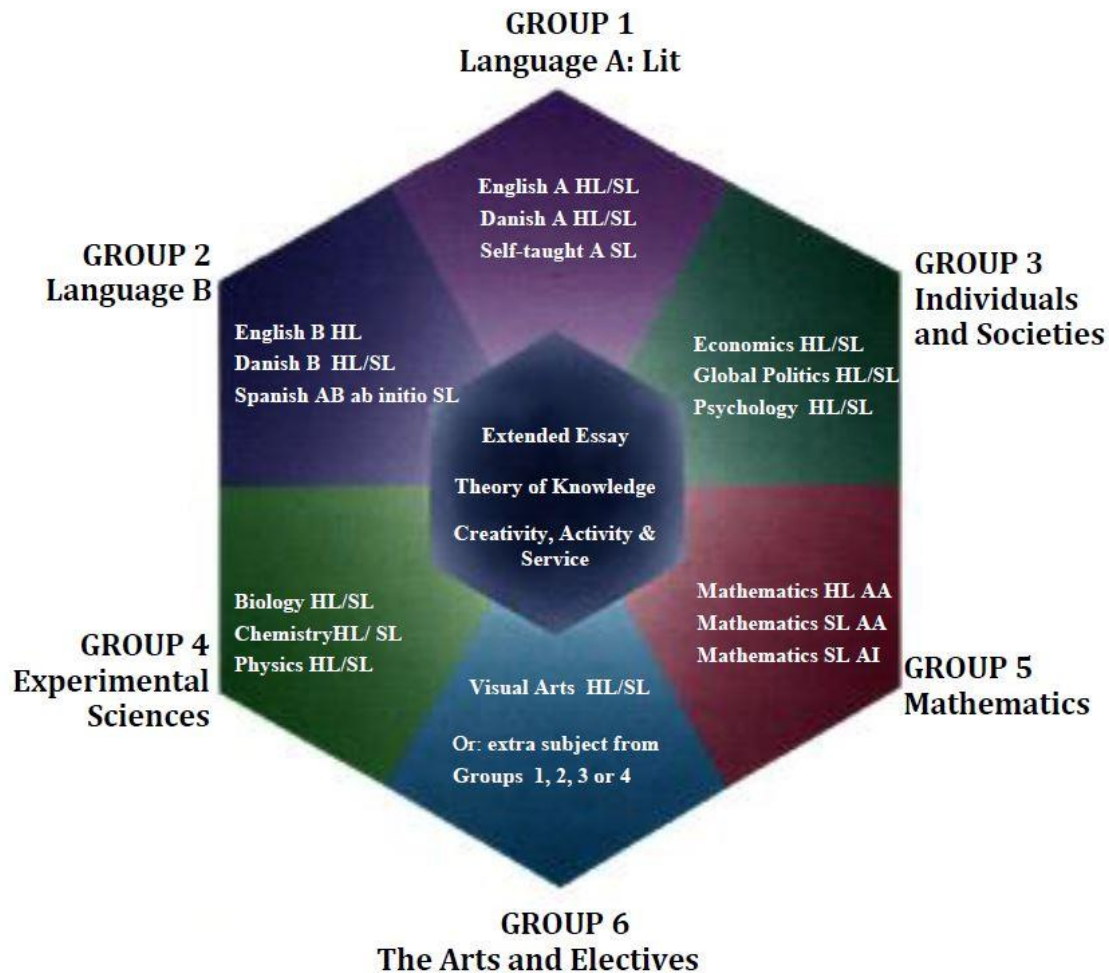 GROUP 1
Language A: Lit
English A HL/SL
Danish A HL/SL
Self-taught A SL
GROUP 2
Language B
English B HL
Danish B HL/SL
Spanish AB ab initio SL
GROUP 3
Individuals
and Societies
Economics HL/SL
Global Politics HL/SL
Psychology HL/SL
Extended Essay
Theory of Knowledge
Creativity, Activity &
Service
GROUP 4
Experimental
Sciences
Biology HL/SL
ChemistryHL/ SL
Physics HL/SL
Mathematics HL AA
Mathematics SL AA
Mathematics SL AI
GROUP 5
Mathematics
Visual Arts HL/SL
Or: extra subject from
Groups 1, 2, 3 or 4
GROUP 6
The Arts and Electives